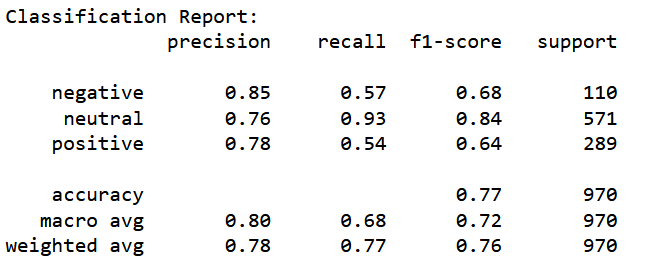 Classification Report:
precision recall f1-score support
negative 0.85 0.57 0.68 110
neutral 0.76 0.93 0.84 571
positive 0.78 0.54 0.64 289
accuracy 0.77 970
macro avg 0.80 0.68 0.72 970
weighted avg 0.78 0.77 0.76 970